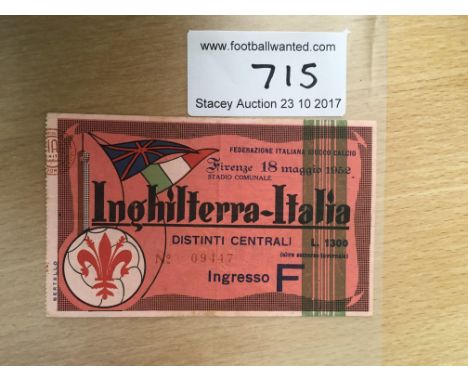 www.footballwanted.com
715
Stacey Auction 23 10 2017
FEDERAZIONE ITALIANA GIUOCO CALCIO
Firenze 18 maggio 1952
STADIO COMUNALE
Inghilterra-Italia
DISTINTI CENTRALI L. 1300
Nº 09447
Ingresso F
BERTELLO